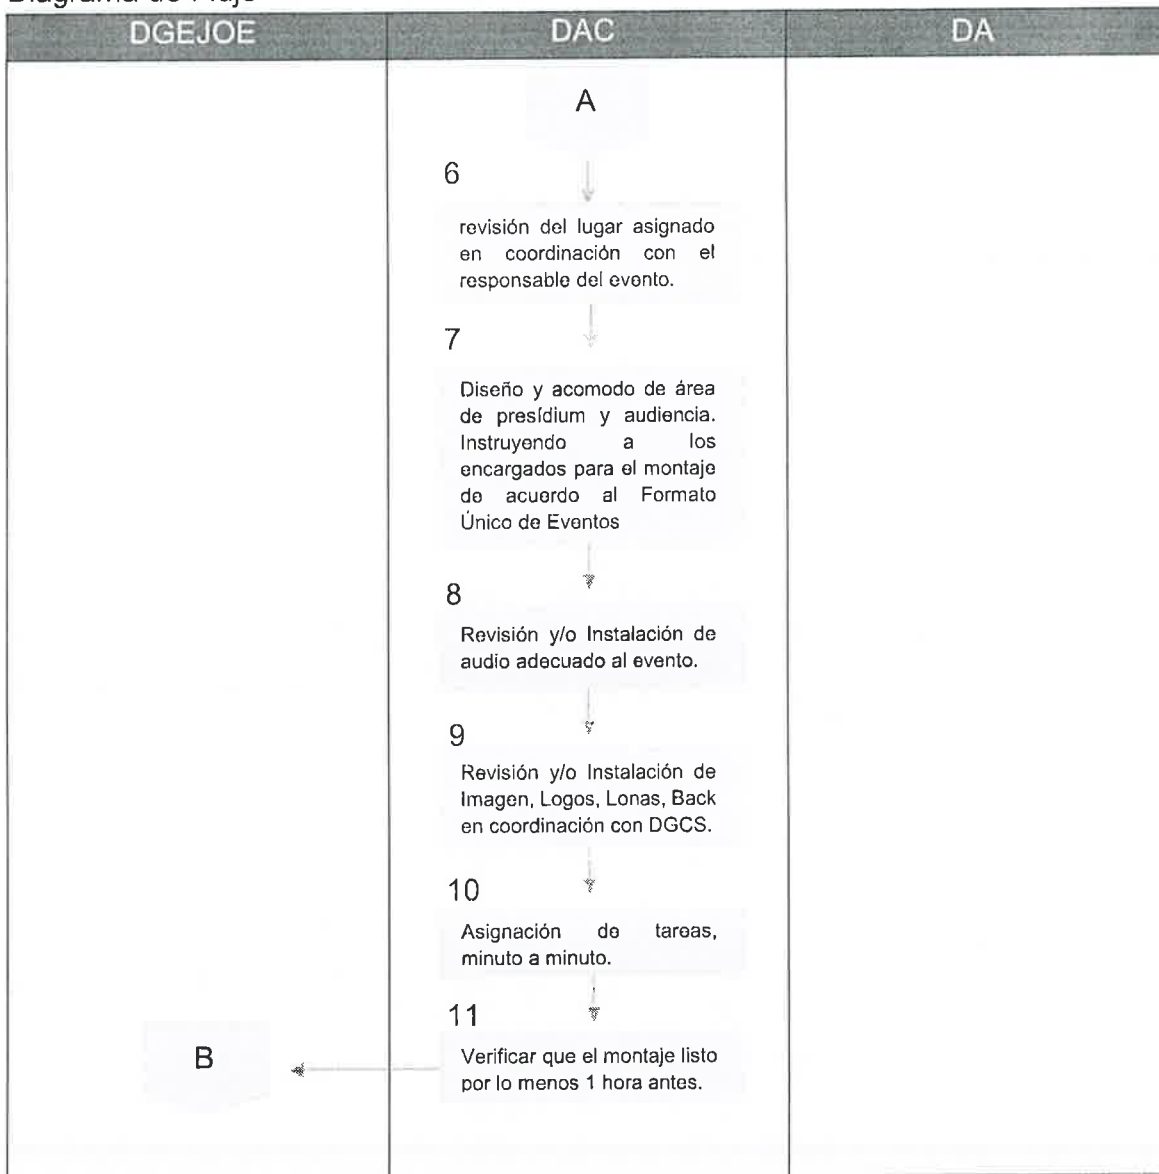 Diagrama de Flujo
DGEJOE
DAC
DA
A
6
revisión del lugar asignado
en coordinación con el
responsable del evento.
7
Diseño y acomodo de área
de presídium y audiencia.
Instruyendo a los
encargados para el montaje
de acuerdo al Formato
Único de Eventos
8
Revisión y/o Instalación de
audio adecuado al evento.
9
Revisión y/o Instalación de
Imagen, Logos, Lonas, Back
en coordinación con DGCS.
10
Asignación de tareas,
minuto a minuto.
11
Verificar que el montaje listo
por lo menos 1 hora antes.
B